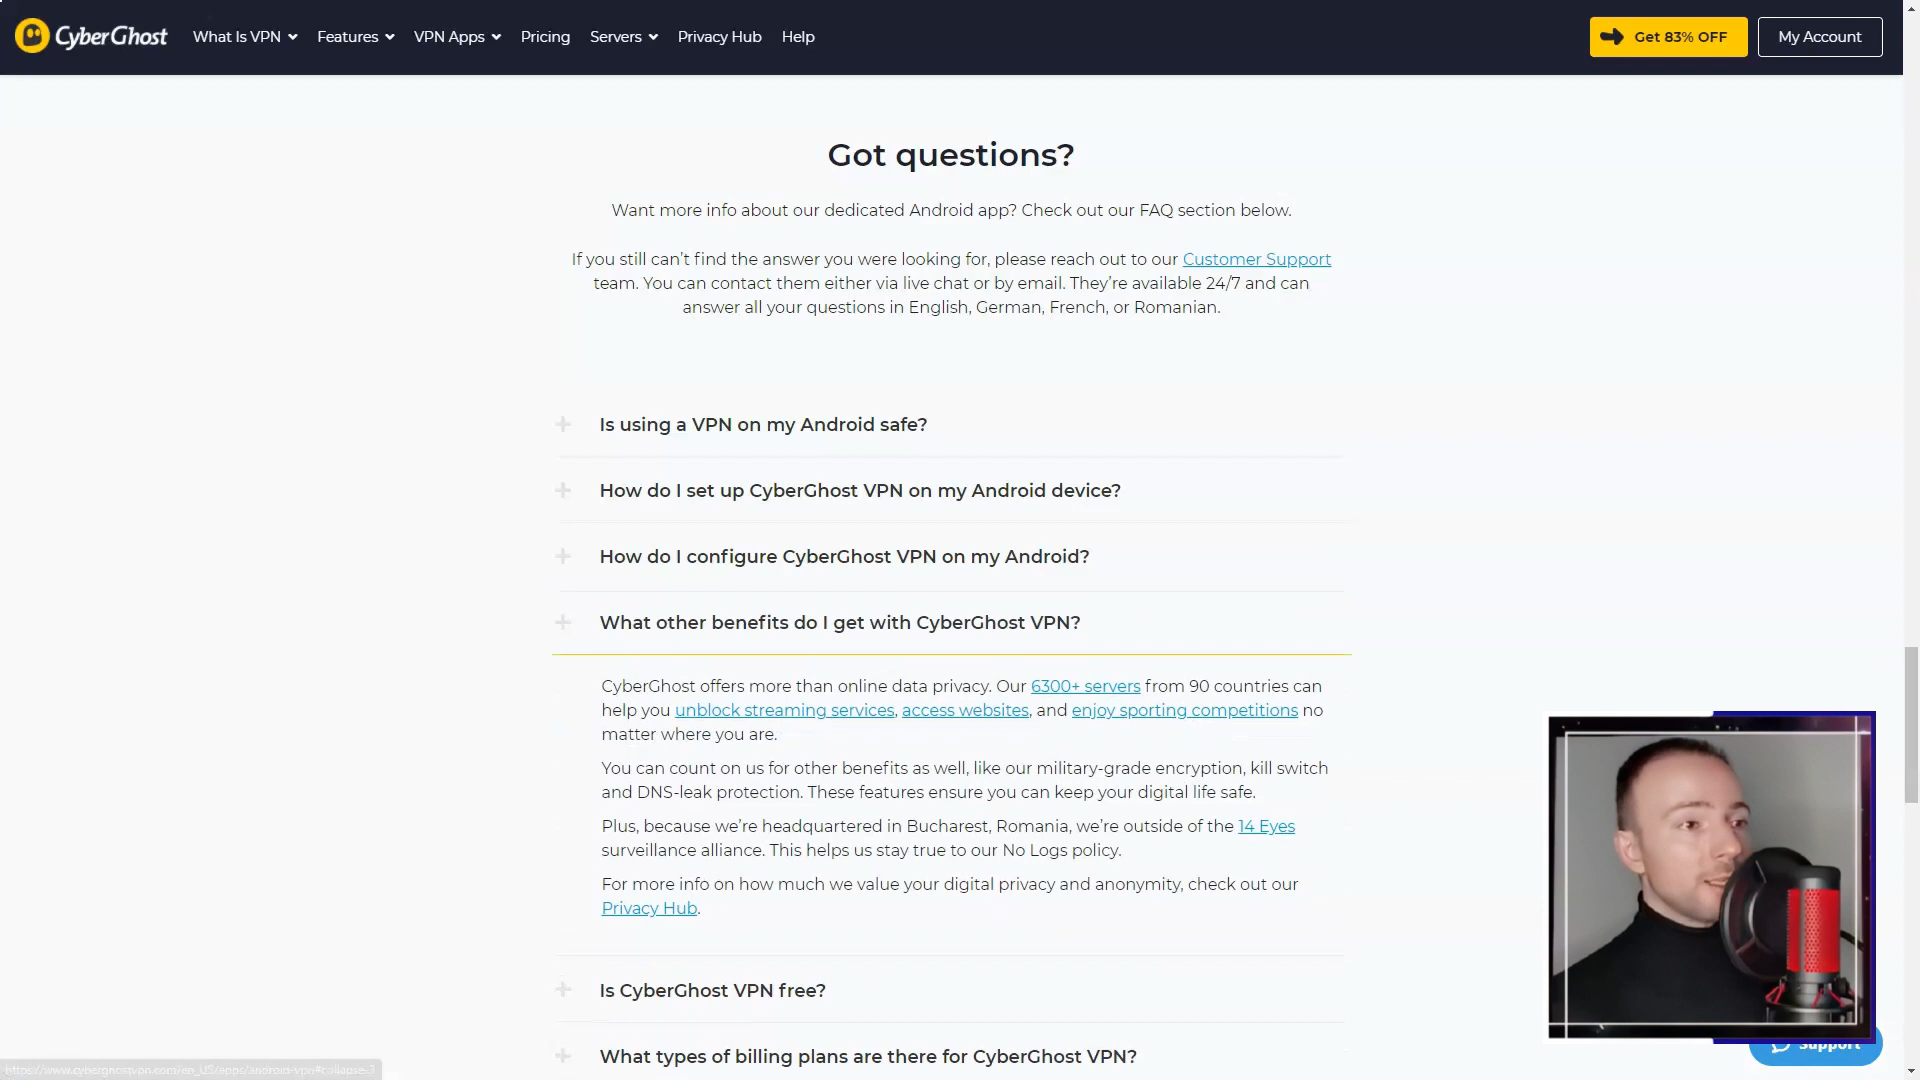 CyberGhost What Is VPN Features VPN Apps Pricing Servers Privacy Hub Help Get 83% OFF My Account
Got questions?
Want more info about our dedicated Android app? Check out our FAQ section below.
If you still can't find the answer you were looking for, please reach out to our Customer Support
team. You can contact them either via live chat or by email. They're available 24/7 and can
answer all your questions in English, German, French, or Romanian.
Is using a VPN on my Android safe?
How do I set up CyberGhost VPN on my Android device?
How do I configure CyberGhost VPN on my Android?
What other benefits do I get with CyberGhost VPN?
CyberGhost offers more than online data privacy. Our 6300+ servers from 90 countries can
help you unblock streaming services, access websites, and enjoy sporting competitions no
matter where you are.
You can count on us for other benefits as well, like our military-grade encryption, kill switch
and DNS-leak protection. These features ensure you can keep your digital life safe.
Plus, because we're headquartered in Bucharest, Romania, we're outside of the 14 Eyes
surveillance alliance. This helps us stay true to our No Logs policy.
For more info on how much we value your digital privacy and anonymity, check out our
Privacy Hub.
Is CyberGhost VPN free?
What types of billing plans are there for CyberGhost VPN?
Support
https://www.cyberghostvpn.com/en_US/apps/android-vpn#collapse-3